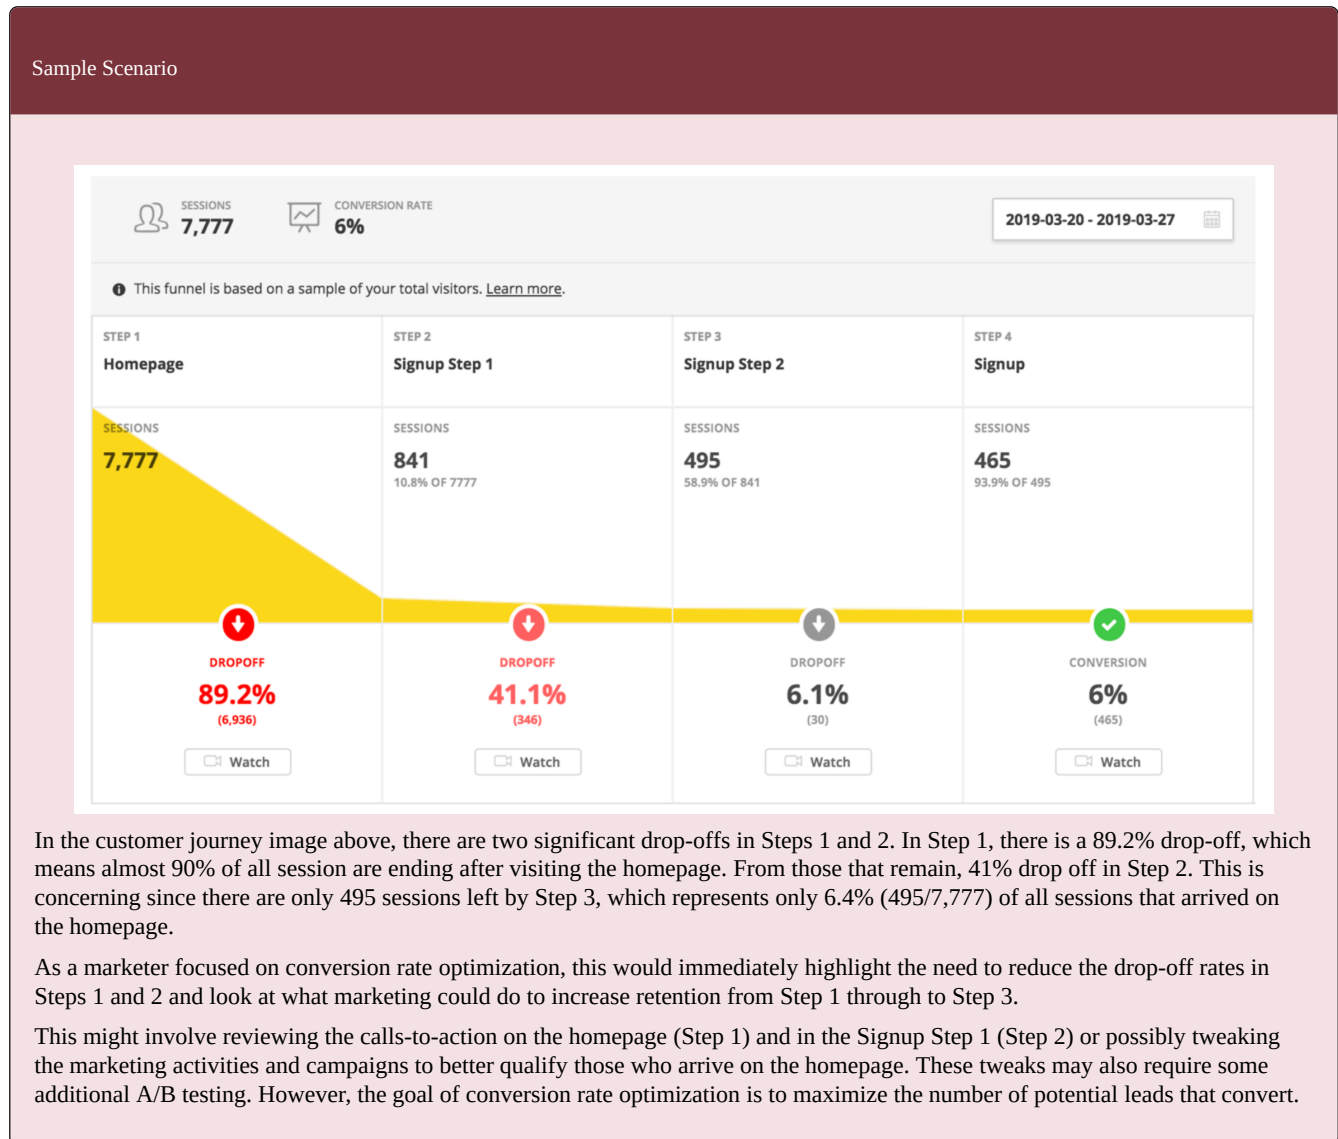 Sample Scenario
SESSIONS
7,777
CONVERSION RATE
6%
2019-03-20 - 2019-03-27
This funnel is based on a sample of your total visitors. Learn more.
STEP 1
Homepage
STEP 2
Signup Step 1
STEP 3
Signup Step 2
STEP 4
Signup
SESSIONS
7,777
SESSIONS
841
10.8% OF 7777
SESSIONS
495
58.9% OF 841
SESSIONS
465
93.9% OF 495
DROPOFF
89.2%
(6,936)
Watch
DROPOFF
41.1%
(346)
Watch
DROPOFF
6.1%
(30)
Watch
CONVERSION
6%
(465)
Watch
In the customer journey image above, there are two significant drop-offs in Steps 1 and 2. In Step 1, there is a 89.2% drop-off, which
means almost 90% of all session are ending after visiting the homepage. From those that remain, 41% drop off in Step 2. This is
concerning since there are only 495 sessions left by Step 3, which represents only 6.4% (495/7,777) of all sessions that arrived on
the homepage.
As a marketer focused on conversion rate optimization, this would immediately highlight the need to reduce the drop-off rates in
Steps 1 and 2 and look at what marketing could do to increase retention from Step 1 through to Step 3.
This might involve reviewing the calls-to-action on the homepage (Step 1) and in the Signup Step 1 (Step 2) or possibly tweaking
the marketing activities and campaigns to better qualify those who arrive on the homepage. These tweaks may also require some
additional A/B testing. However, the goal of conversion rate optimization is to maximize the number of potential leads that convert.